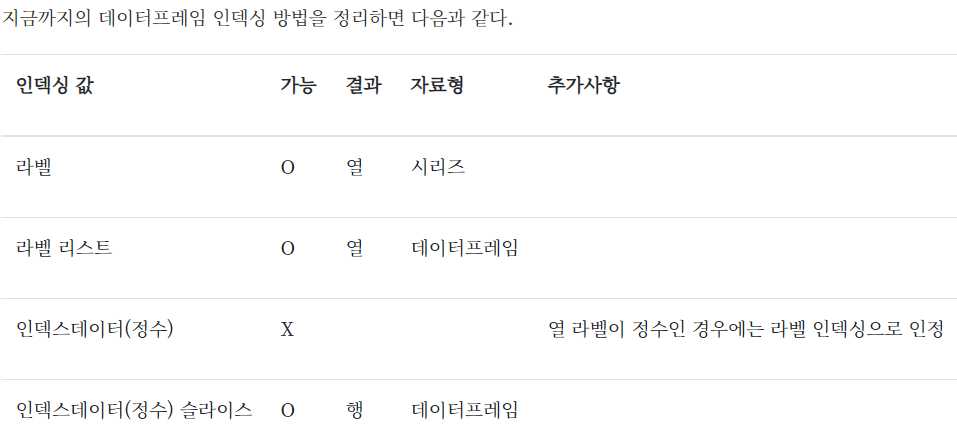 지금까지의 데이터프레임 인덱싱 방법을 정리하면 다음과 같다.
인덱싱 값 가능 결과 자료형 추가사항
라벨 O 열 시리즈
라벨 리스트 O 열 데이터프레임
인덱스데이터(정수) X 열 라벨이 정수인 경우에는 라벨 인덱싱으로 인정
인덱스데이터(정수) 슬라이스 O 행 데이터프레임